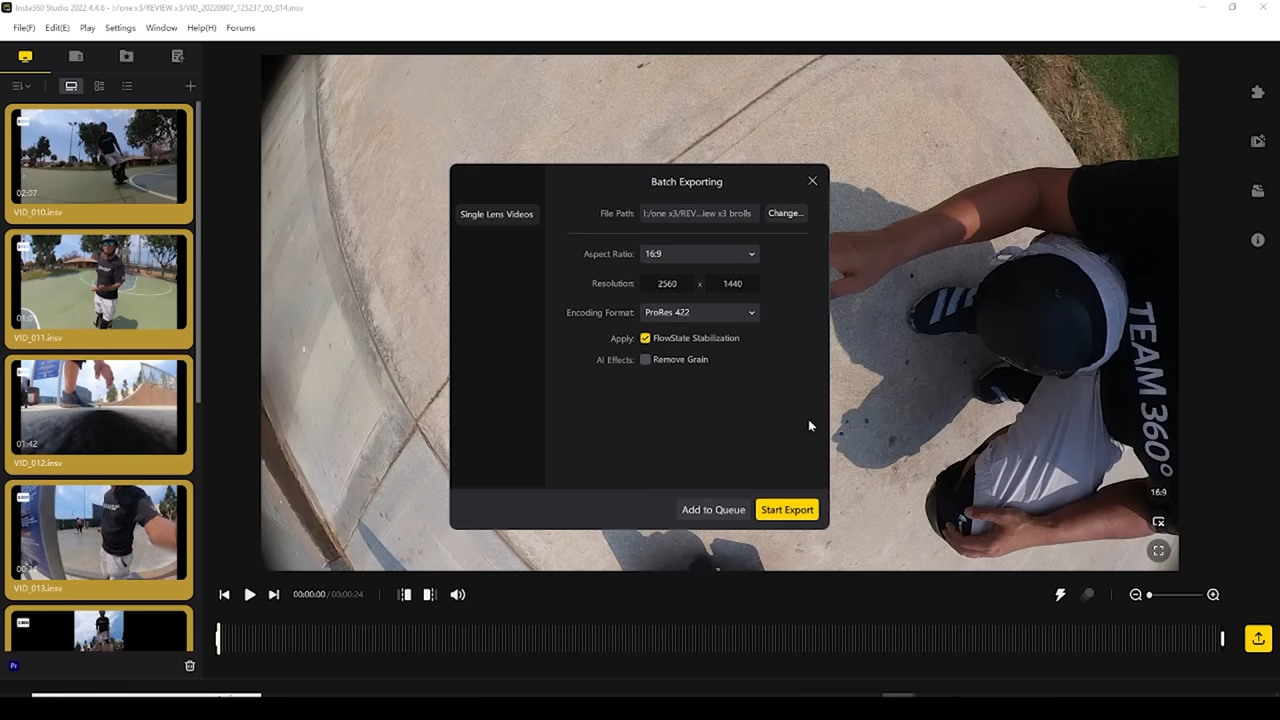 Insta360 Studio 2022 4.4.6 - I:/one x3/REVIEW x3/VID_20220907_125237_00_014.insv
File(F) Edit(E) Play Settings Window Help(H) Forums
02:07
VID_010.insv
VID_011.insv
01:42
VID_012.insv
VID_013.insv
Batch Exporting
Single Lens Videos
File Path: I:/one x3/REV...iew x3 brolls Change...
Aspect Ratio: 16:9
Resolution: 2560 x 1440
Encoding Format: ProRes 422
Apply: FlowState Stabilization
AI Effects: Remove Grain
Add to Queue Start Export
TEAM 360°
16:9
00:00:00 / 00:00:24
Pr